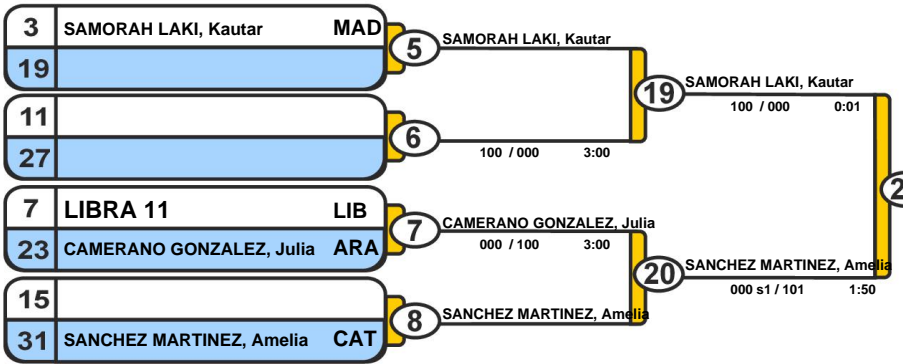 3 SAMORAH LAKI, Kautar MAD
19
5
SAMORAH LAKI, Kautar
11
27
6
100 / 000 3:00
19
SAMORAH LAKI, Kautar
100 / 000 0:01
7 LIBRA 11 LIB
23 CAMERANO GONZALEZ, Julia ARA
7
CAMERANO GONZALEZ, Julia
000 / 100 3:00
15
31 SANCHEZ MARTINEZ, Amelia CAT
8
SANCHEZ MARTINEZ, Amelia
20
SANCHEZ MARTINEZ, Amelia
000 s1 / 101 1:50